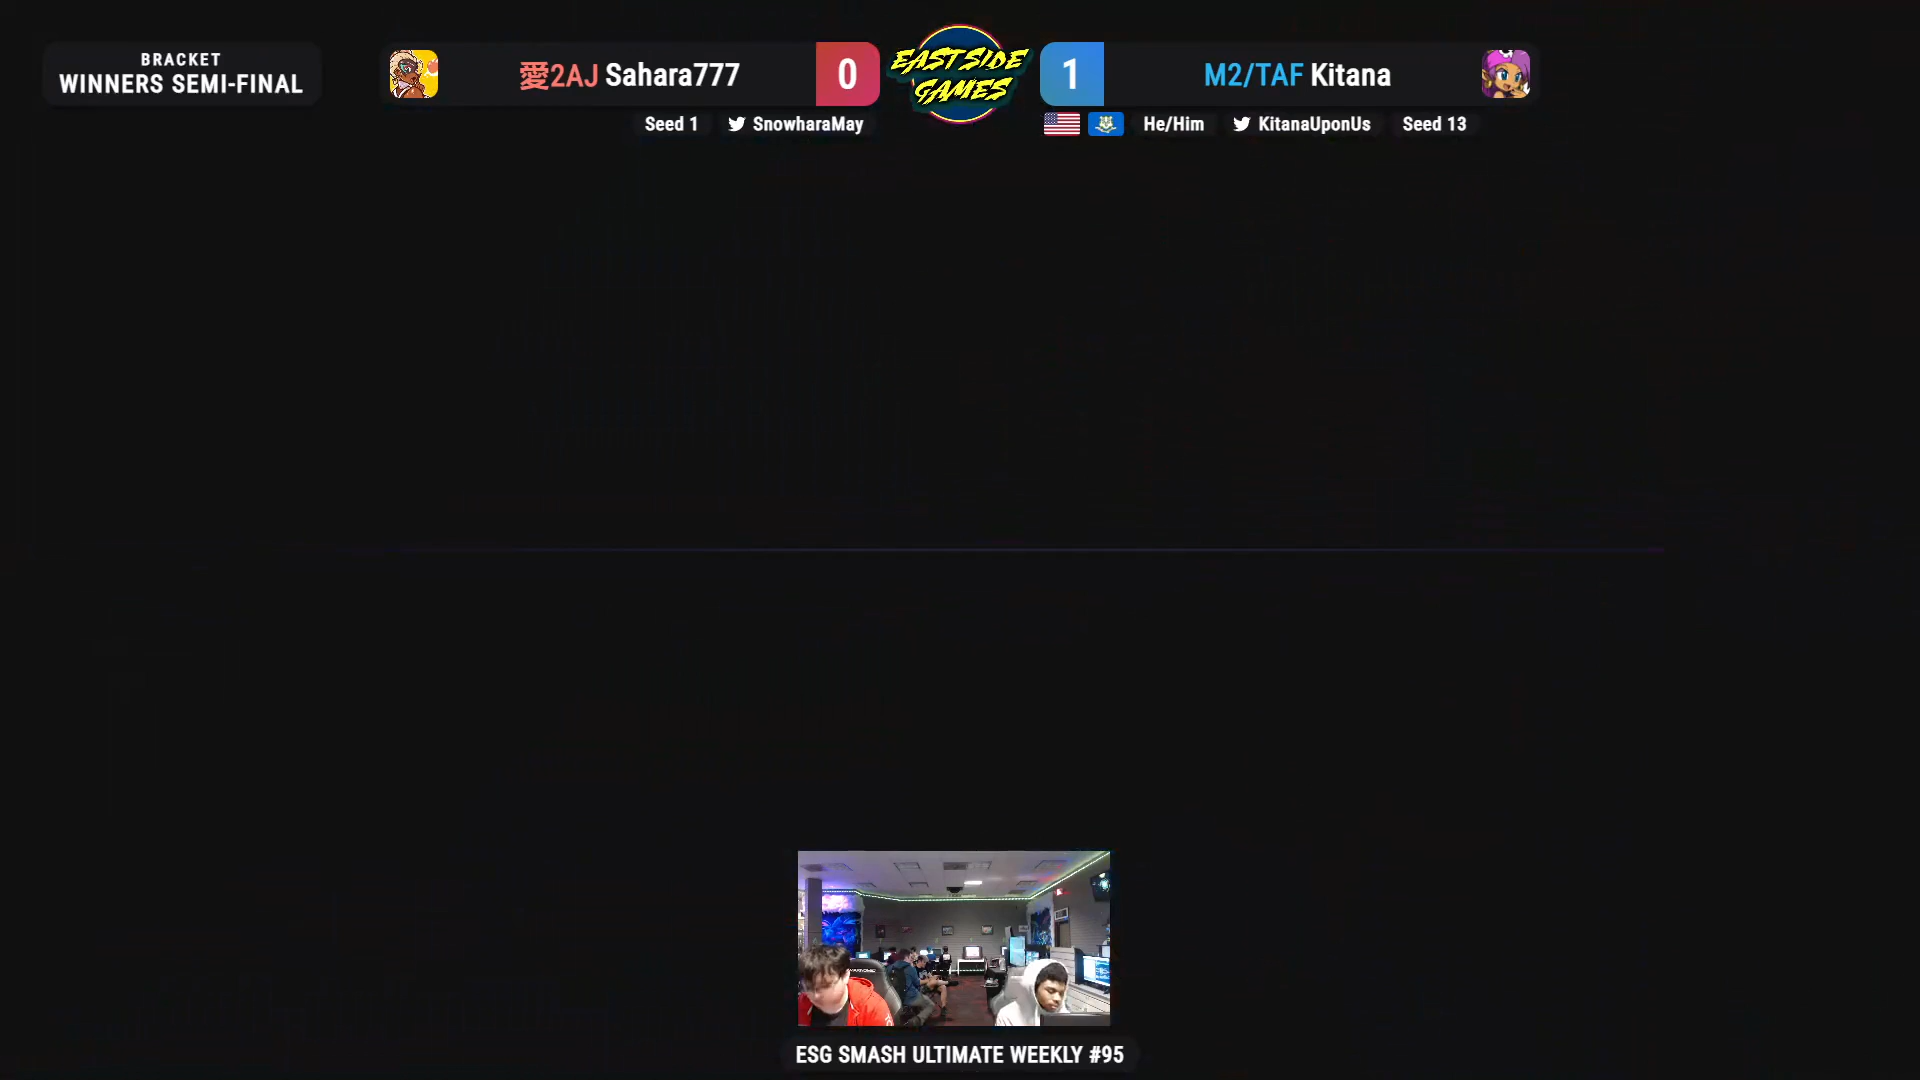 BRACKET
WINNERS SEMI-FINAL
愛2AJ Sahara777
0
EAST SIDE
GAMES
1
M2/TAF Kitana
Seed 1
SnowharaMay
He/Him
KitanaUponUs
Seed 13
ESG SMASH ULTIMATE WEEKLY #95